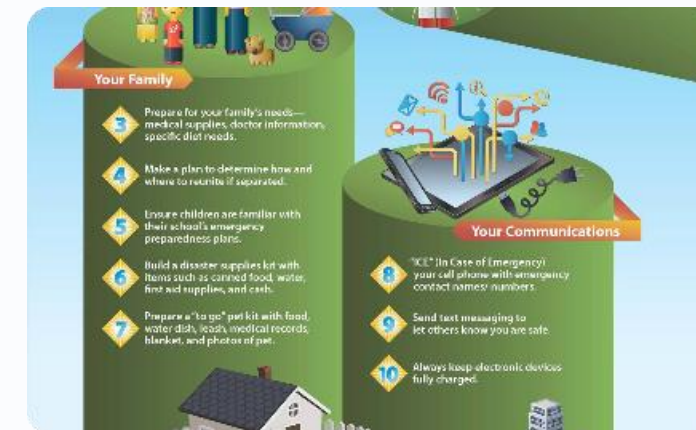 Your Family
3
Prepare for your family's needs—
medical supplies, doctor information,
specific diet needs.
4
Make a plan to determine how and
where to reunite if separated.
5
Ensure children are familiar with
their school's emergency
preparedness plans.
6
Build a disaster supplies kit with
items such as canned food, water,
first aid supplies, and cash.
7
Prepare a "to go" pet kit with food,
water dish, leash, medical records,
blanket, and photos of pet.
Your Communications
8
"ICE" (In Case of Emergency)
your cell phone with emergency
contact names/ numbers.
9
Send text messaging to
let others know you are safe.
10
Always keep electronic devices
fully charged.